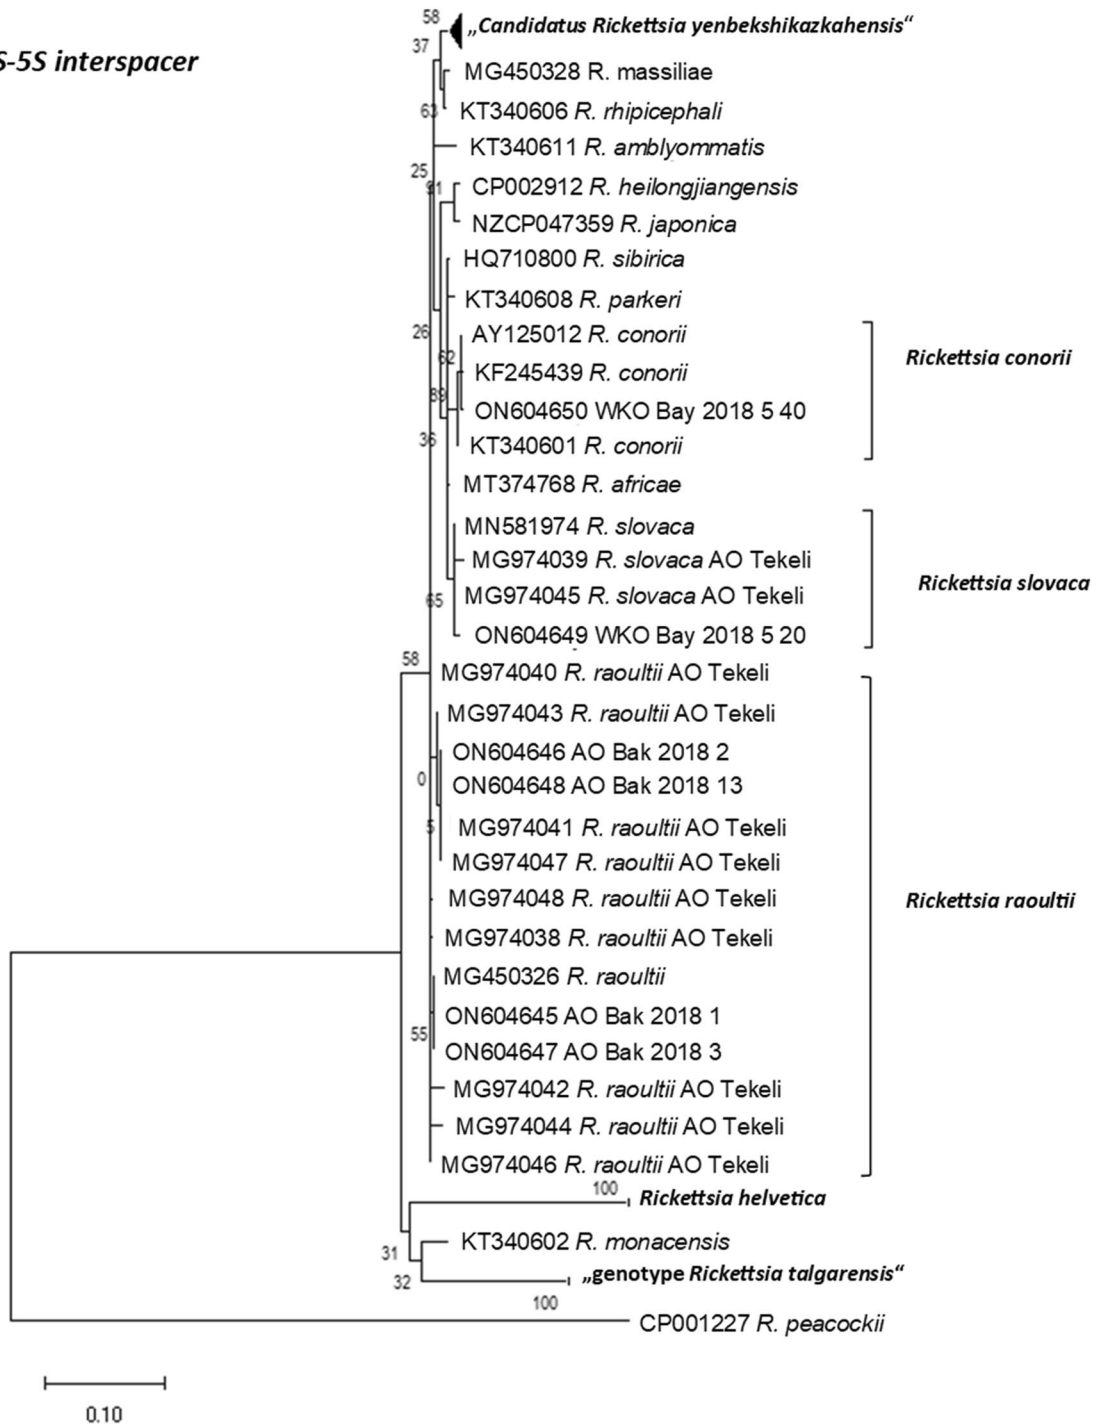 58
„Candidatus Rickettsia yenbekshikazkahensis“
37
S-5S interspacer
MG450328 R. massiliae
63
KT340606 R. rhipicephali
KT340611 R. amblyommatis
25
91
CP002912 R. heilongjiangensis
NZCP047359 R. japonica
HQ710800 R. sibirica
KT340608 R. parkeri
26
AY125012 R. conorii
62
Rickettsia conorii
KF245439 R. conorii
89
ON604650 WKO Bay 2018 5 40
36
KT340601 R. conorii
MT374768 R. africae
MN581974 R. slovaca
MG974039 R. slovaca AO Tekeli
Rickettsia slovaca
65
MG974045 R. slovaca AO Tekeli
ON604649 WKO Bay 2018 5 20
58
MG974040 R. raoultii AO Tekeli
MG974043 R. raoultii AO Tekeli
ON604646 AO Bak 2018 2
0
ON604648 AO Bak 2018 13
5
MG974041 R. raoultii AO Tekeli
MG974047 R. raoultii AO Tekeli
MG974048 R. raoultii AO Tekeli
Rickettsia raoultii
MG974038 R. raoultii AO Tekeli
MG450326 R. raoultii
ON604645 AO Bak 2018 1
55
ON604647 AO Bak 2018 3
MG974042 R. raoultii AO Tekeli
MG974044 R. raoultii AO Tekeli
MG974046 R. raoultii AO Tekeli
100
Rickettsia helvetica
31
KT340602 R. monacensis
32
„genotype Rickettsia talgarensis“
100
CP001227 R. peacockii
0.10